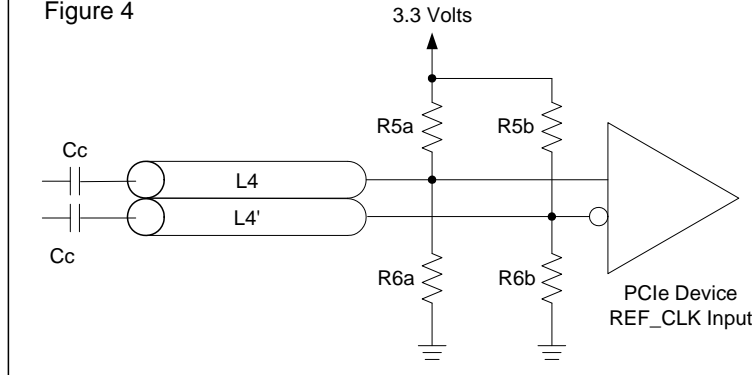 Figure 4
3.3 Volts
R5a
R5b
Cc
L4
L4'
Cc
R6a
R6b
PCIe Device
REF_CLK Input